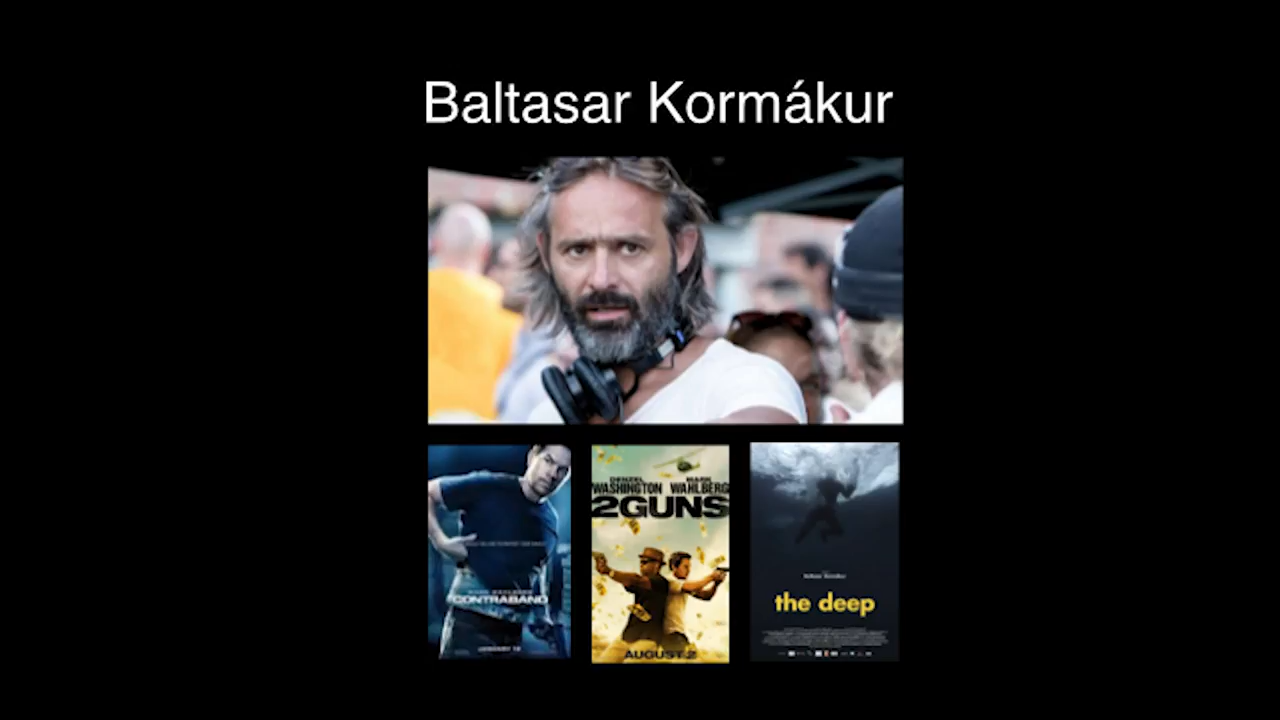 Baltasar Kormákur
CONTRABAND
DENZEL MARK
WASHINGTON WAHLBERG
2GUNS
AUGUST 2
the deep